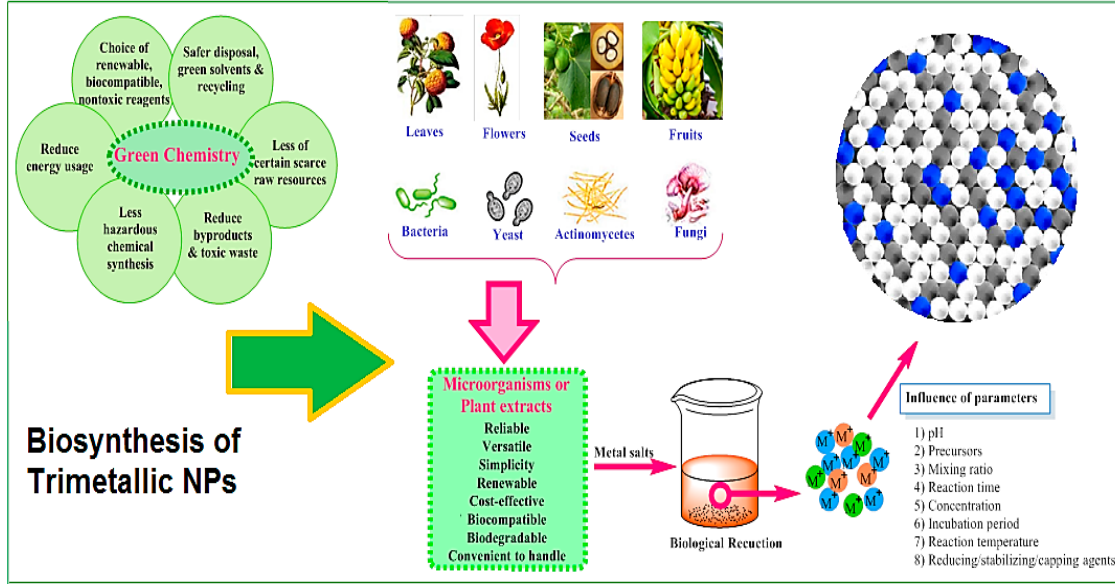 Choice of
renewable,
biocompatible,
nontoxic reagents
Safer disposal,
green solvents &
recycling
Reduce
energy usage
Green Chemistry
Less of
certain scarce
raw resources
Less
hazardous
chemical
synthesis
Reduce
byproducts
& toxic waste
Leaves
Flowers
Seeds
Fruits
Bacteria
Yeast
Actinomycetes
Fungi
Biosynthesis of
Trimetallic NPs
Microorganisms or
Plant extracts
Reliable
Versatile
Simplicity
Renewable
Cost-effective
Biocompatible
Biodegradable
Convenient to handle
Metal salts
Biological Recuction
M+
M+
M+
M+
M+
M+
M+
M+
M+
M+
M+
M+
Influence of parameters
1) pH
2) Precursors
3) Mixing ratio
4) Reaction time
5) Concentration
6) Incubation period
7) Reaction temperature
8) Reducing/stabilizing/capping agents